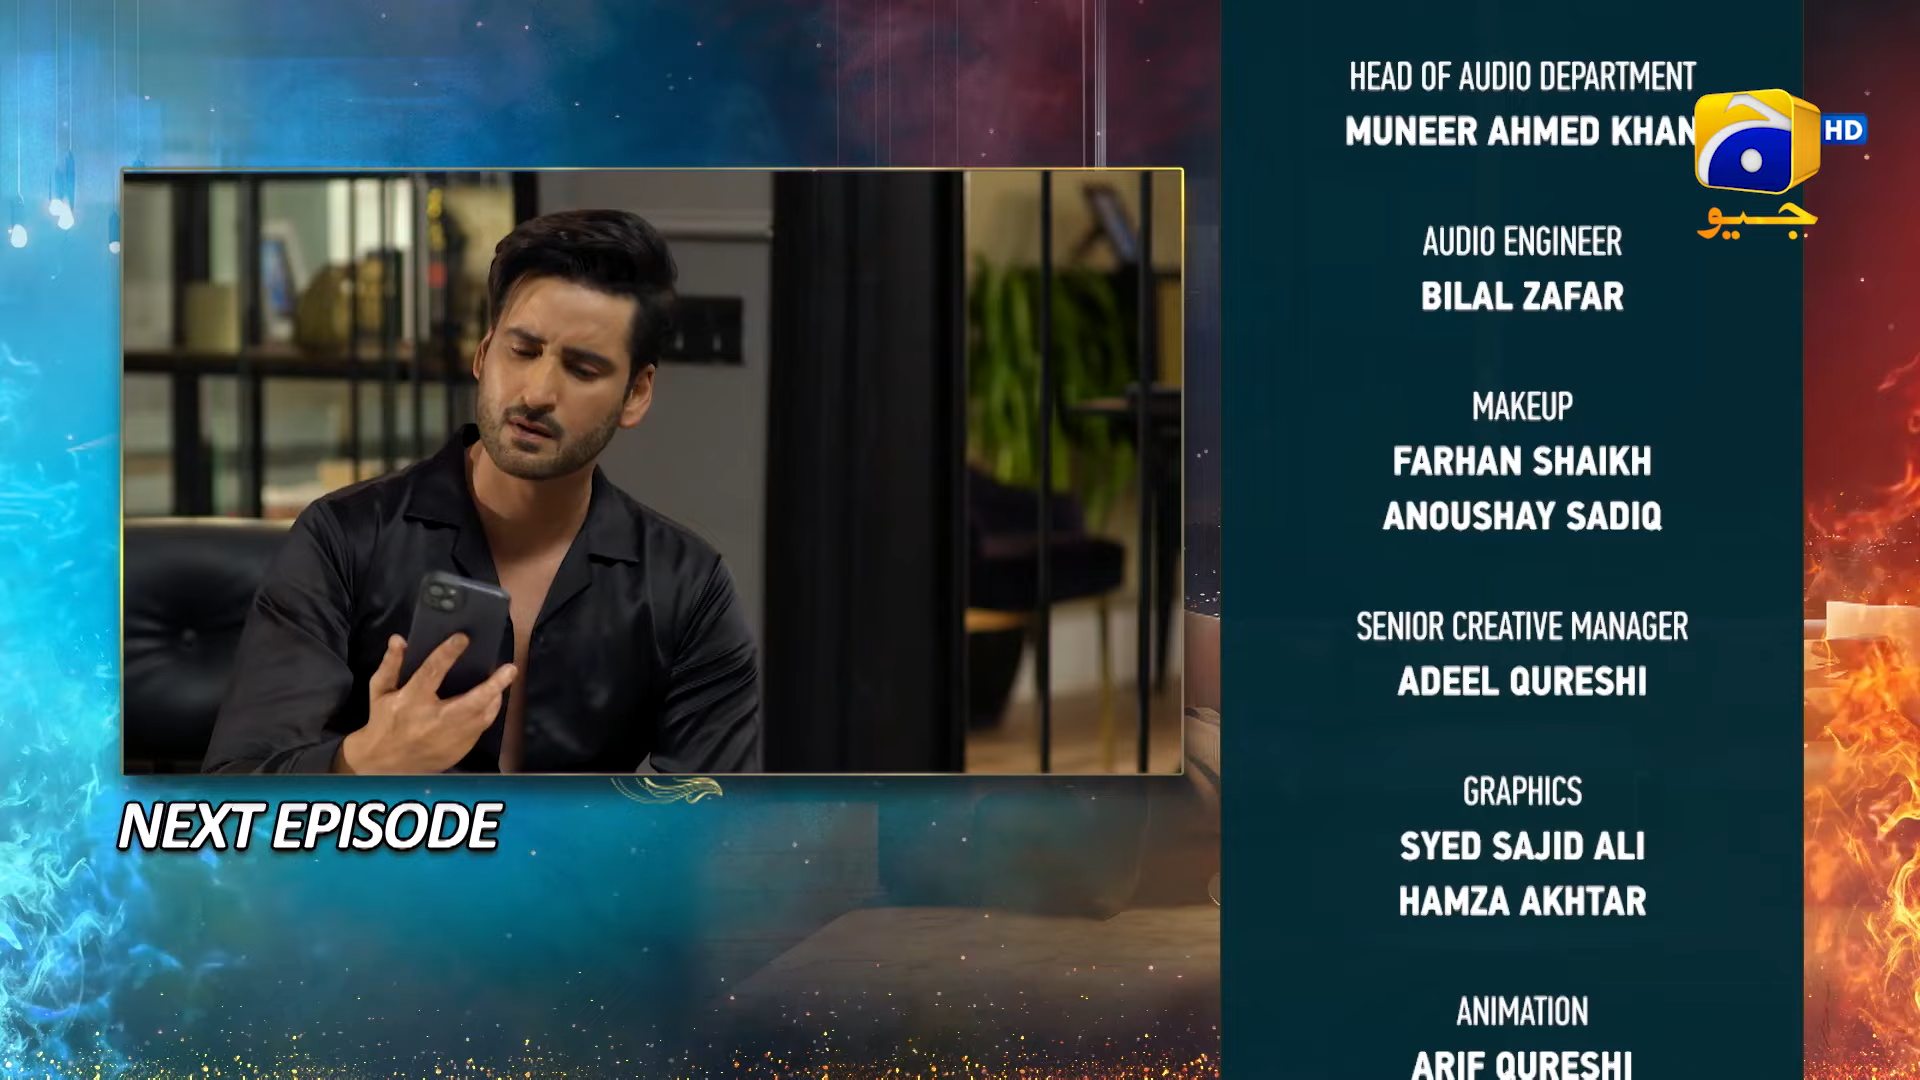 HEAD OF AUDIO DEPARTMENT
MUNEER AHMED KHAN
HD
جیو
AUDIO ENGINEER
BILAL ZAFAR
MAKEUP
FARHAN SHAIKH
ANOUSHAY SADIQ
SENIOR CREATIVE MANAGER
ADEEL QURESHI
GRAPHICS
SYED SAJID ALI
HAMZA AKHTAR
ANIMATION
ARIF QURESHI
NEXT EPISODE